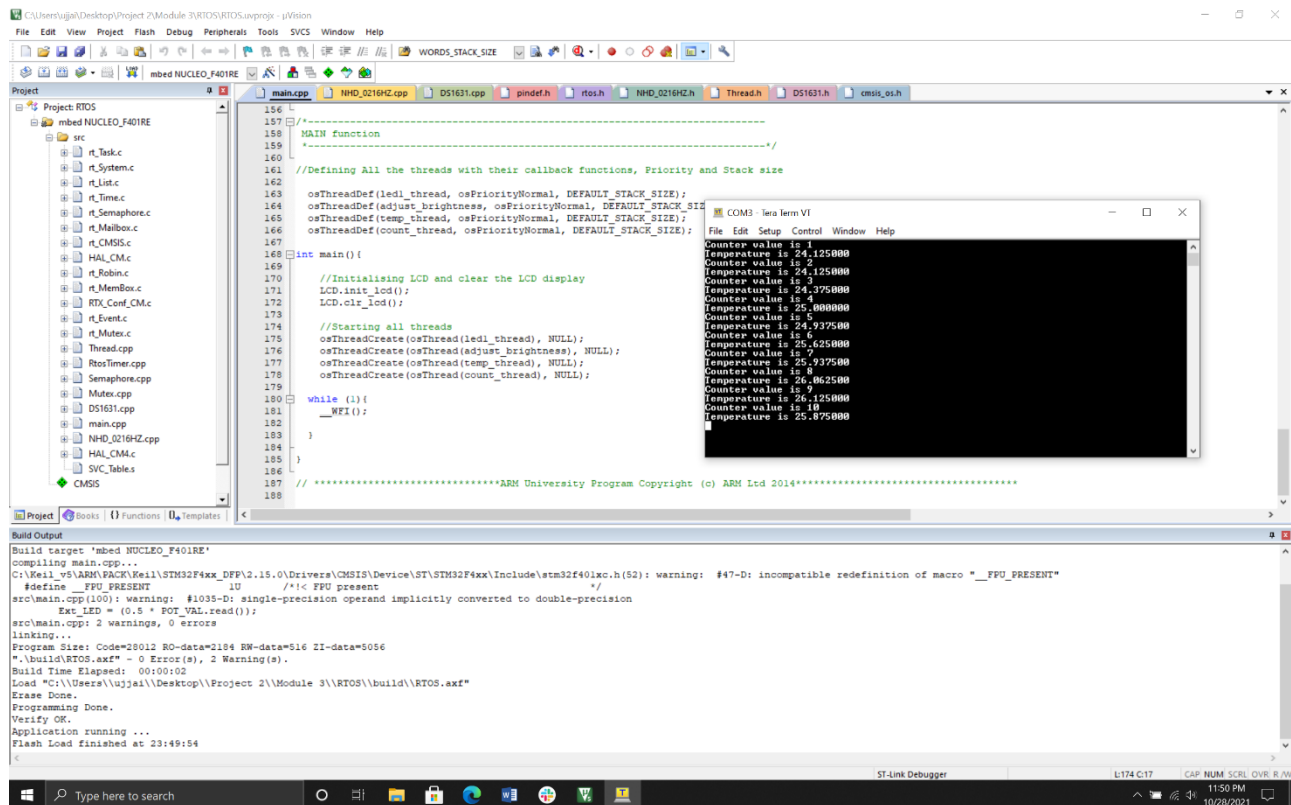 C:\Users\ujjai\Desktop\Project 2\Module 3\RTOS\RTOS.uvprojx - µVision
File Edit View Project Flash Debug Peripherals Tools SVCS Window Help
WORDS_STACK_SIZE
mbed NUCLEO_F401RE
Project
Project: RTOS
mbed NUCLEO_F401RE
src
rt_Task.c
rt_System.c
rt_List.c
rt_Time.c
rt_Semaphore.c
rt_Mailbox.c
rt_CMSIS.c
HAL_CM.c
rt_Robin.c
rt_MemBox.c
RTX_Conf_CM.c
rt_Event.c
rt_Mutex.c
Thread.cpp
RtosTimer.cpp
Semaphore.cpp
Mutex.cpp
DS1631.cpp
main.cpp
NHD_0216HZ.cpp
HAL_CM4.c
SVC_Table.s
CMSIS
Project Books {} Functions 0 Templates
main.cpp NHD_0216HZ.cpp DS1631.cpp pindef.h rtos.h NHD_0216HZ.h Thread.h DS1631.h cmsis_os.h
156
157 /*----------------------------------------------------------------------------
158 MAIN function
159 *----------------------------------------------------------------------------*/
160
161 //Defining All the threads with their callback functions, Priority and Stack size
162
163 osThreadDef(led1_thread, osPriorityNormal, DEFAULT_STACK_SIZE);
164 osThreadDef(adjust_brightness, osPriorityNormal, DEFAULT_STACK_SIZ
165 osThreadDef(temp_thread, osPriorityNormal, DEFAULT_STACK_SIZE);
166 osThreadDef(count_thread, osPriorityNormal, DEFAULT_STACK_SIZE);
167
168 int main(){
169
170 //Initialising LCD and clear the LCD display
171 LCD.init_lcd();
172 LCD.clr_lcd();
173
174 //Starting all threads
175 osThreadCreate(osThread(led1_thread), NULL);
176 osThreadCreate(osThread(adjust_brightness), NULL);
177 osThreadCreate(osThread(temp_thread), NULL);
178 osThreadCreate(osThread(count_thread), NULL);
179
180 while (1){
181 __WFI();
182
183 }
184
185 }
186
187 // *******************************ARM University Program Copyright (c) ARM Ltd 2014*************************************
188
COM3 - Tera Term VT
File Edit Setup Control Window Help
Counter value is 1
Temperature is 24.125000
Counter value is 2
Temperature is 24.125000
Counter value is 3
Temperature is 24.375000
Counter value is 4
Temperature is 25.000000
Counter value is 5
Temperature is 24.937500
Counter value is 6
Temperature is 25.625000
Counter value is 7
Temperature is 25.937500
Counter value is 8
Temperature is 26.062500
Counter value is 9
Temperature is 26.125000
Counter value is 10
Temperature is 25.875000
Build Output
Build target 'mbed NUCLEO_F401RE'
compiling main.cpp...
C:\Keil_v5\ARM\PACK\Keil\STM32F4xx_DFP\2.15.0\Drivers\CMSIS\Device\ST\STM32F4xx\Include\stm32f401xc.h(52): warning: #47-D: incompatible redefinition of macro "__FPU_PRESENT"
#define __FPU_PRESENT 1U /*!< FPU present */
src\main.cpp(100): warning: #1035-D: single-precision operand implicitly converted to double-precision
Ext_LED = (0.5 * POT_VAL.read());
src\main.cpp: 2 warnings, 0 errors
linking...
Program Size: Code=28012 RO-data=2184 RW-data=516 ZI-data=5056
".\build\RTOS.axf" - 0 Error(s), 2 Warning(s).
Build Time Elapsed: 00:00:02
Load "C:\\Users\\ujjai\\Desktop\\Project 2\\Module 3\\RTOS\\build\\RTOS.axf"
Erase Done.
Programming Done.
Verify OK.
Application running ...
Flash Load finished at 23:49:54
ST-Link Debugger L:174 C:17 CAP NUM SCRL OVR R/W
Type here to search
11:50 PM
10/28/2021